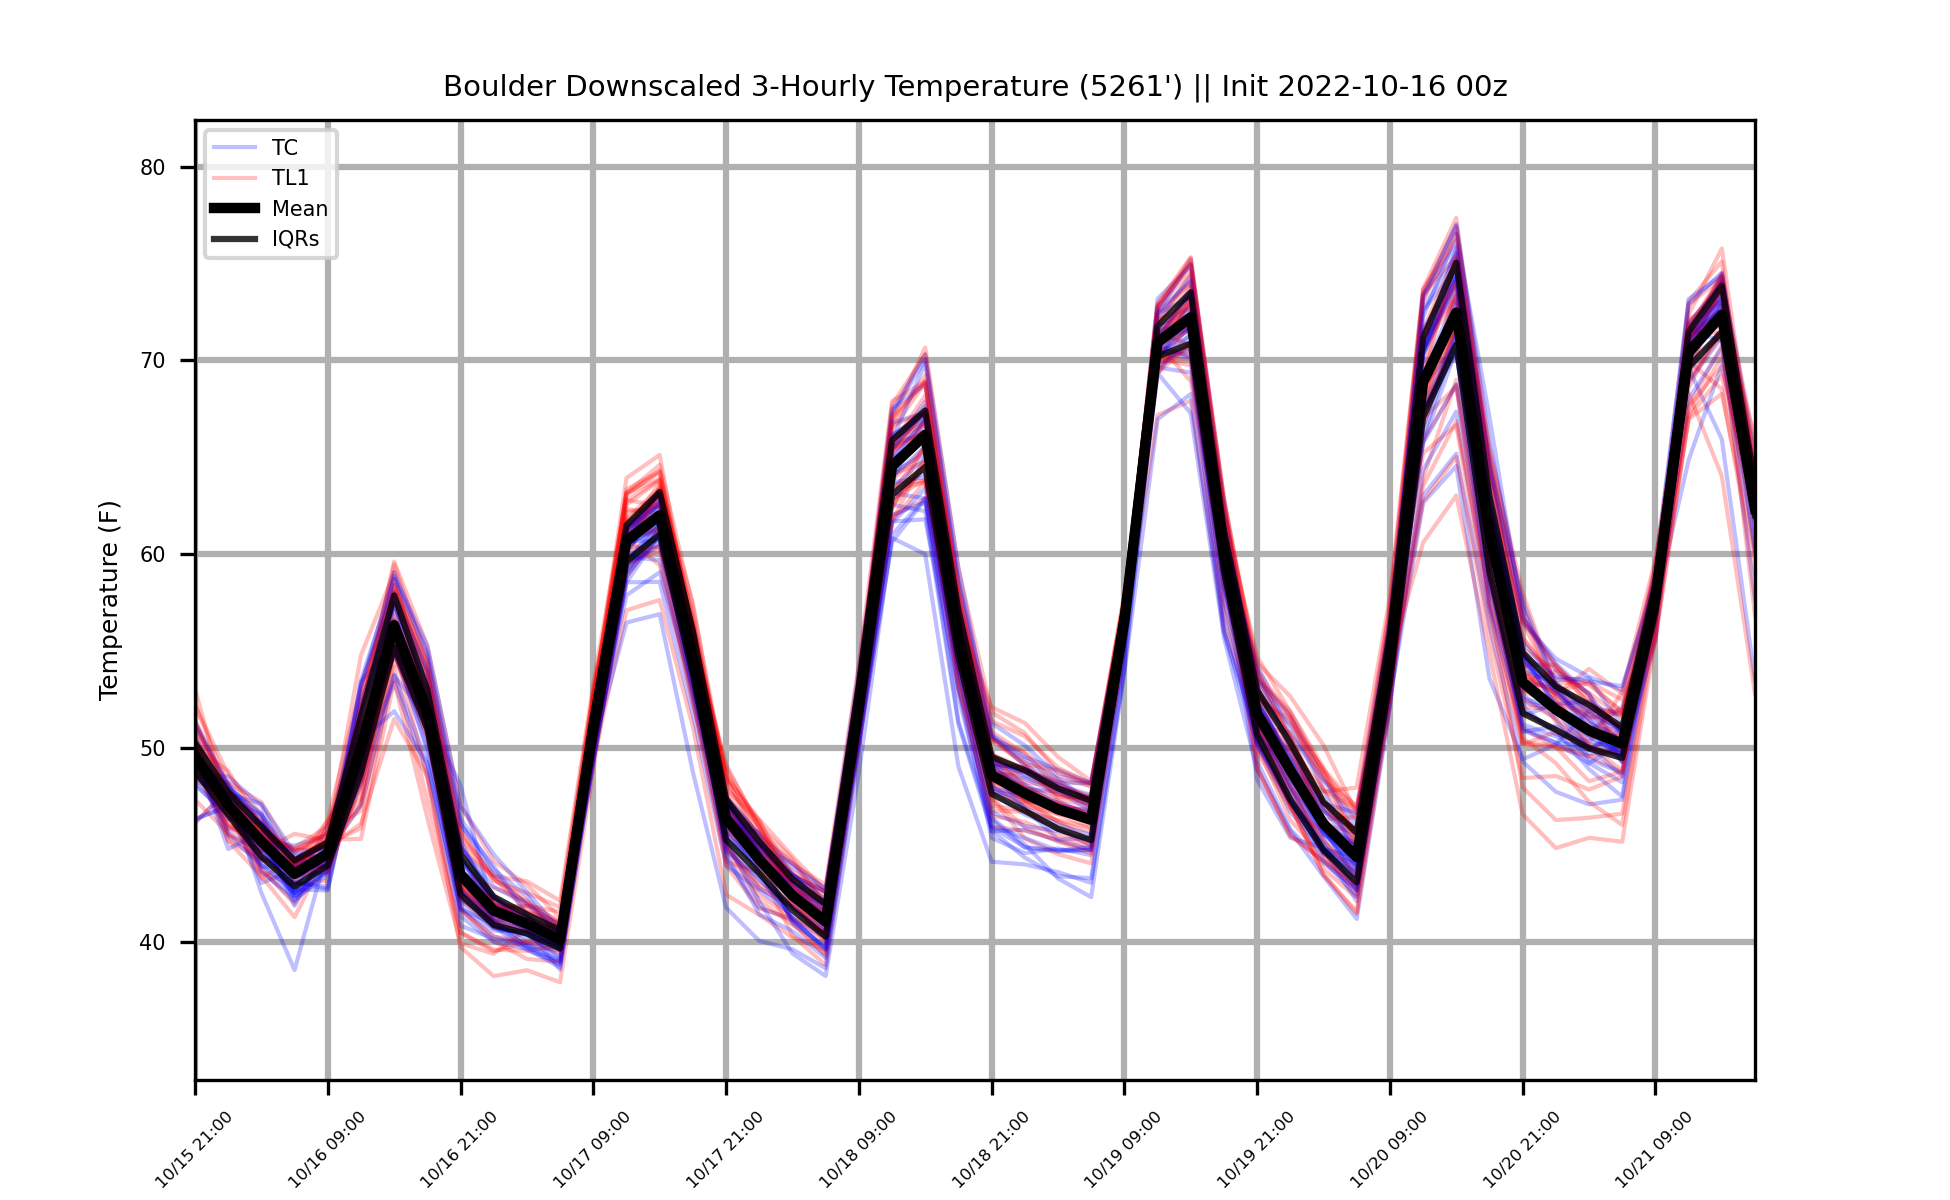 Boulder Downscaled 3-Hourly Temperature (5261') || Init 2022-10-16 00z
TC
TL1
Mean
IQRs
Temperature (F)
80
70
60
50
40
10/15 21:00
10/16 09:00
10/16 21:00
10/17 09:00
10/17 21:00
10/18 09:00
10/18 21:00
10/19 09:00
10/19 21:00
10/20 09:00
10/20 21:00
10/21 09:00